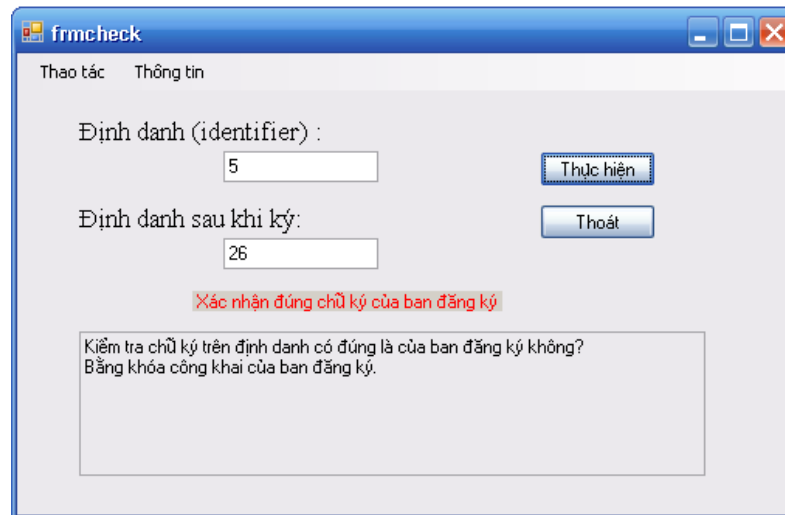 frmcheck
Thao tác Thông tin
Định danh (identifier) :
5
Thực hiện
Định danh sau khi ký:
Thoát
26
Xác nhận đúng chữ ký của ban đăng ký
Kiểm tra chữ ký trên định danh có đúng là của ban đăng ký không?
Bằng khóa công khai của ban đăng ký.